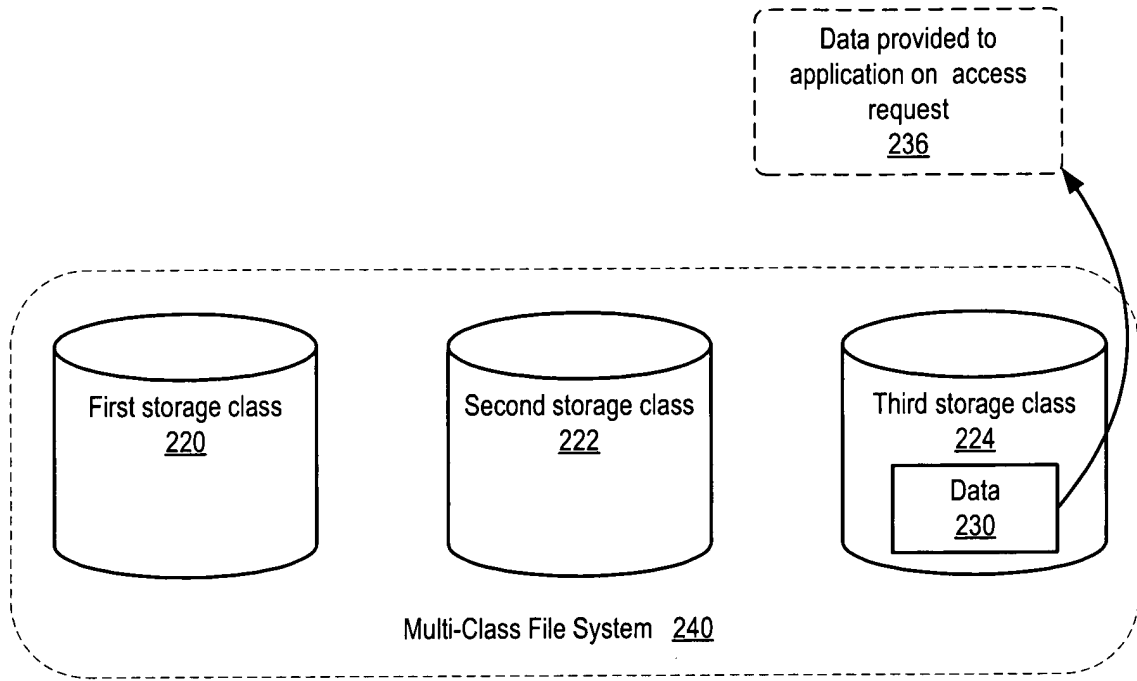 Data provided to
application on access
request
236
First storage class
220
Second storage class
222
Third storage class
224
Data
230
Multi-Class File System 240